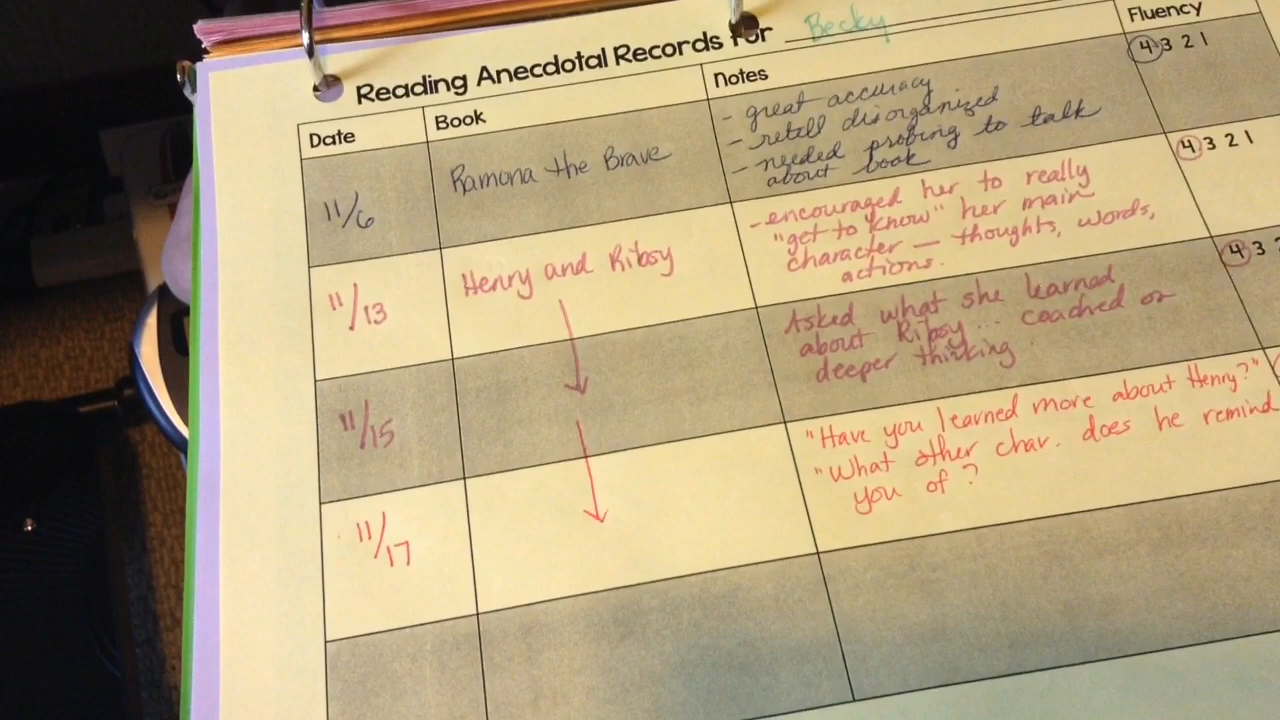 Reading Anecdotal Records for Becky
Date Book Notes Fluency
11/6 Ramona the Brave
- great accuracy
- retell disorganized
- needed probing to talk
about book
4 3 2 1
11/13 Henry and Ribsy
- encouraged her to really
"get to know" her main
character — thoughts, words,
actions.
4 3 2 1
11/15
Asked what she learned
about Ribsy... coached on
deeper thinking
4 3
11/17
"Have you learned more about Henry?"
"What other char. does he remind
you of?